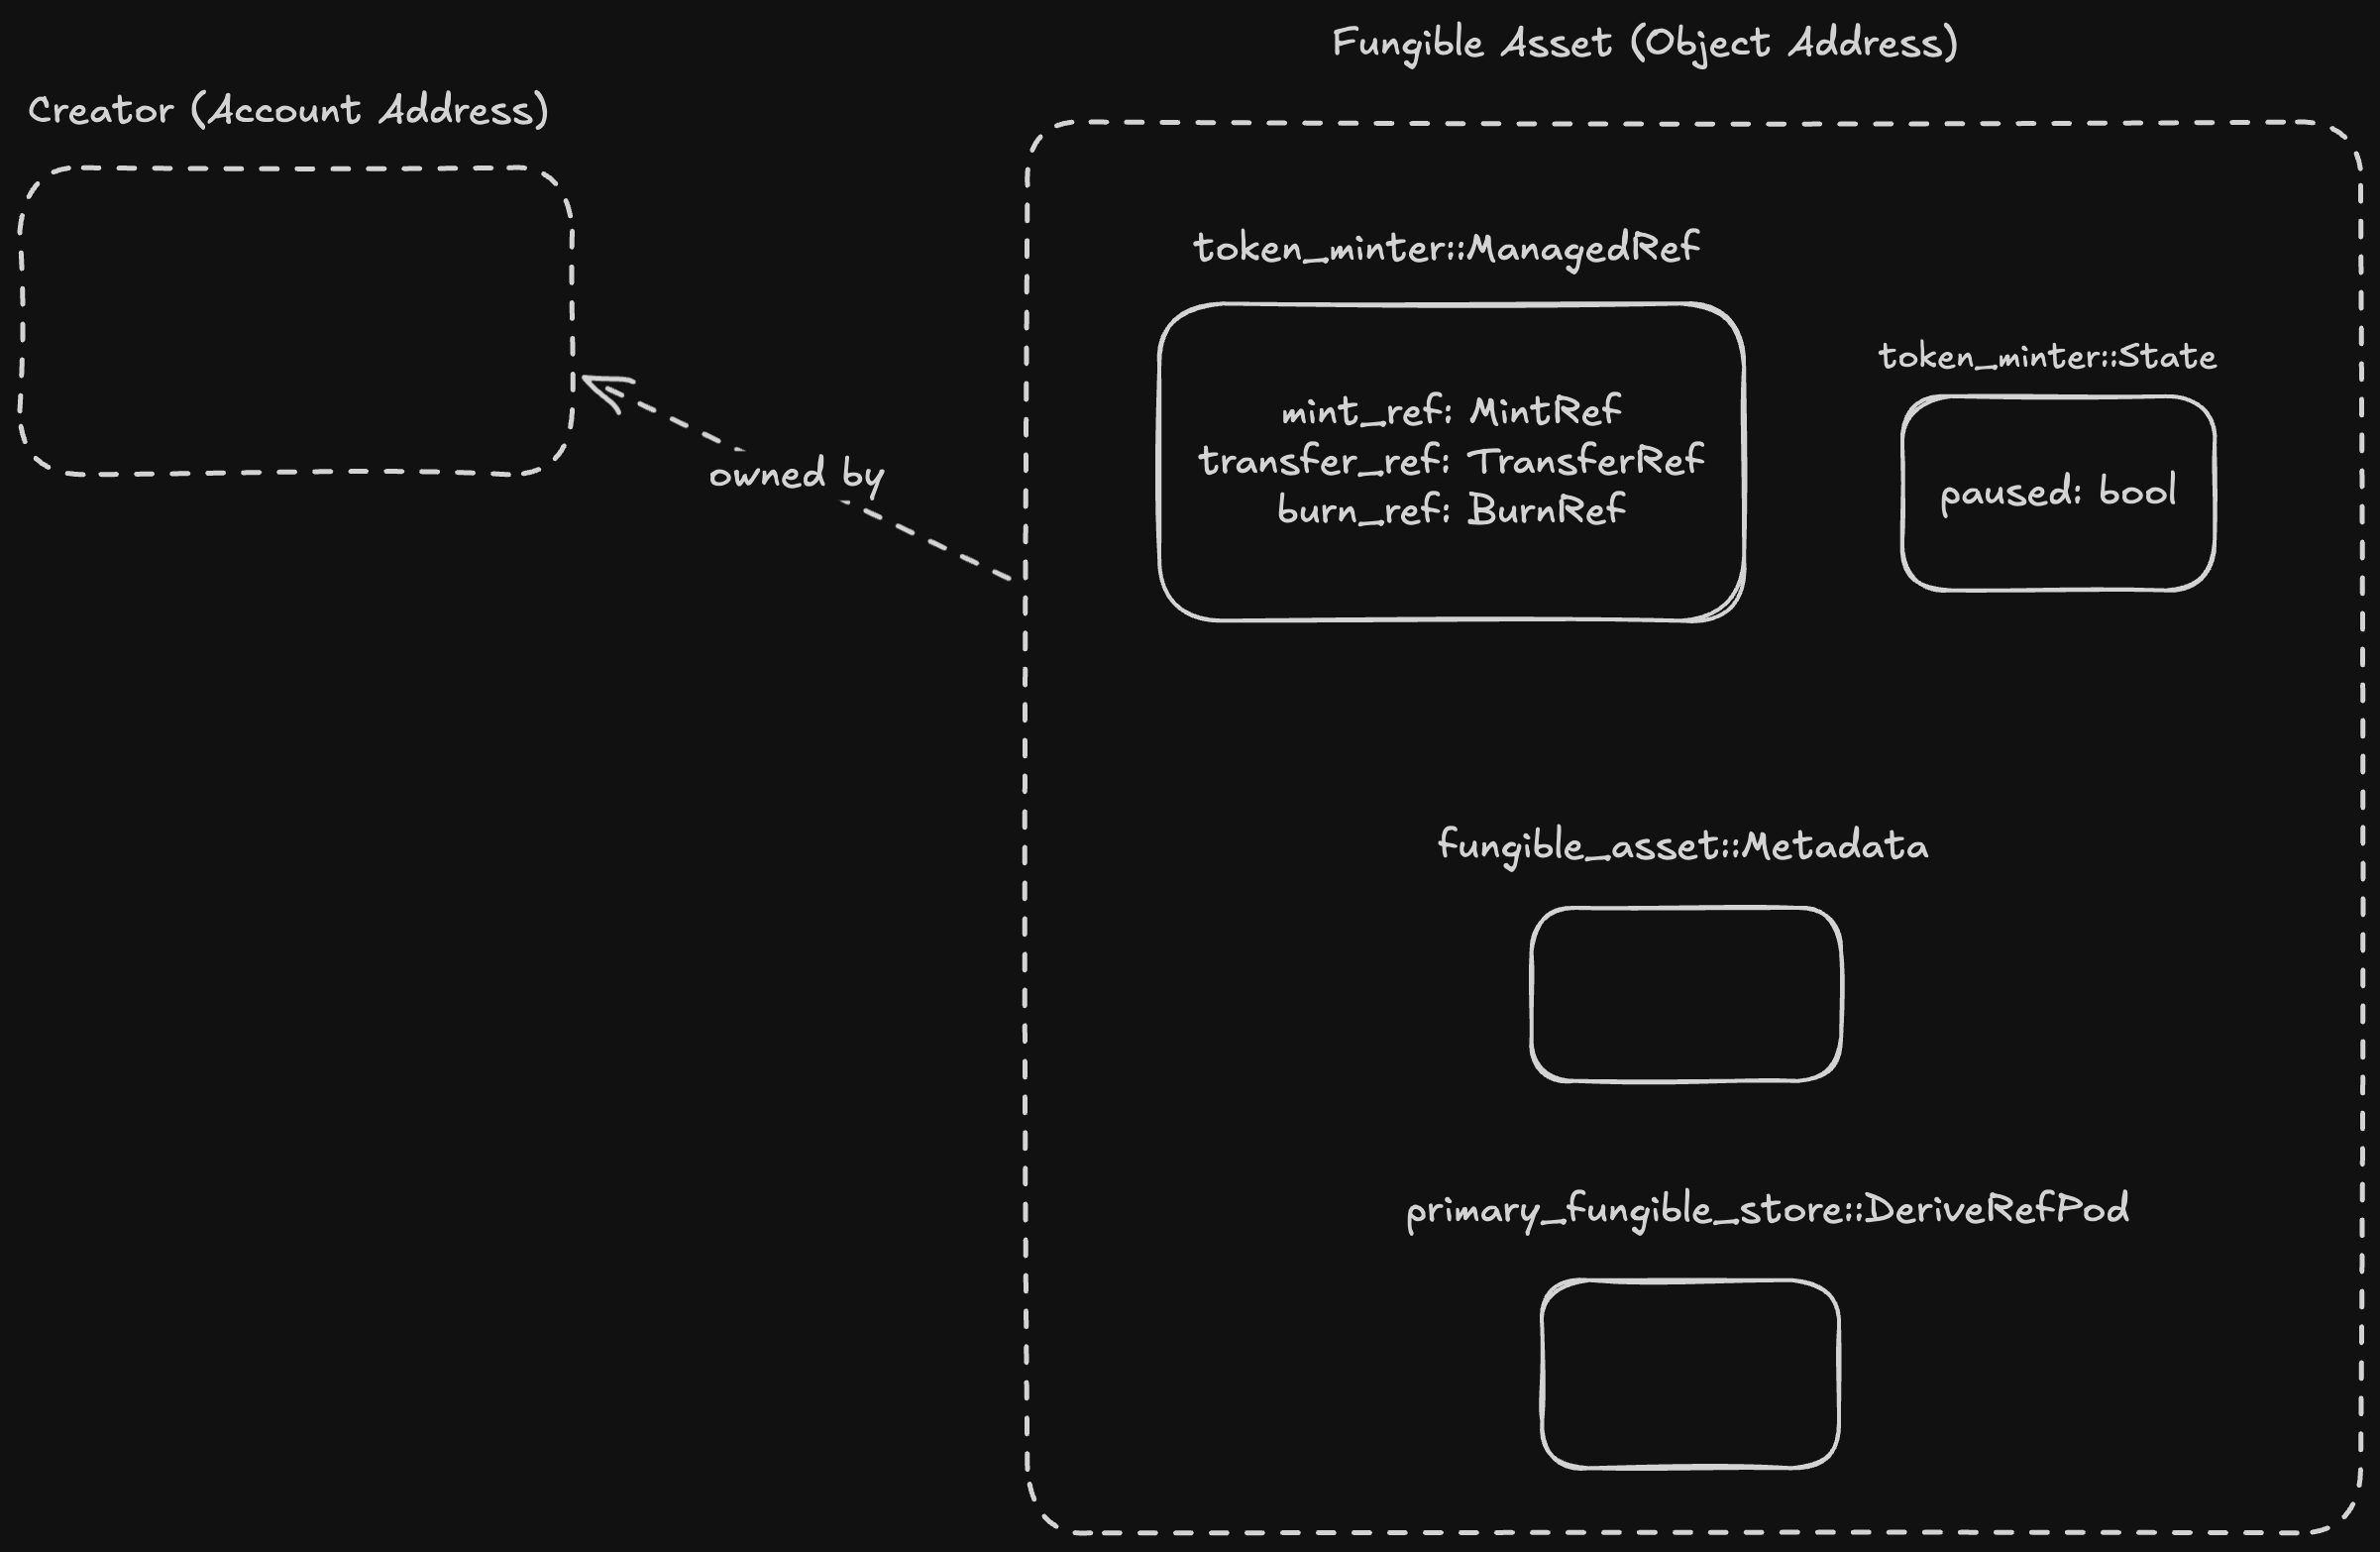 Fungible Asset (Object Address)
Creator (Account Address)
token_minter::ManagedRef
token_minter::State
mint_ref: MintRef
transfer_ref: TransferRef
burn_ref: BurnRef
paused: bool
owned by
fungible_asset::Metadata
primary_fungible_store::DeriveRefPod